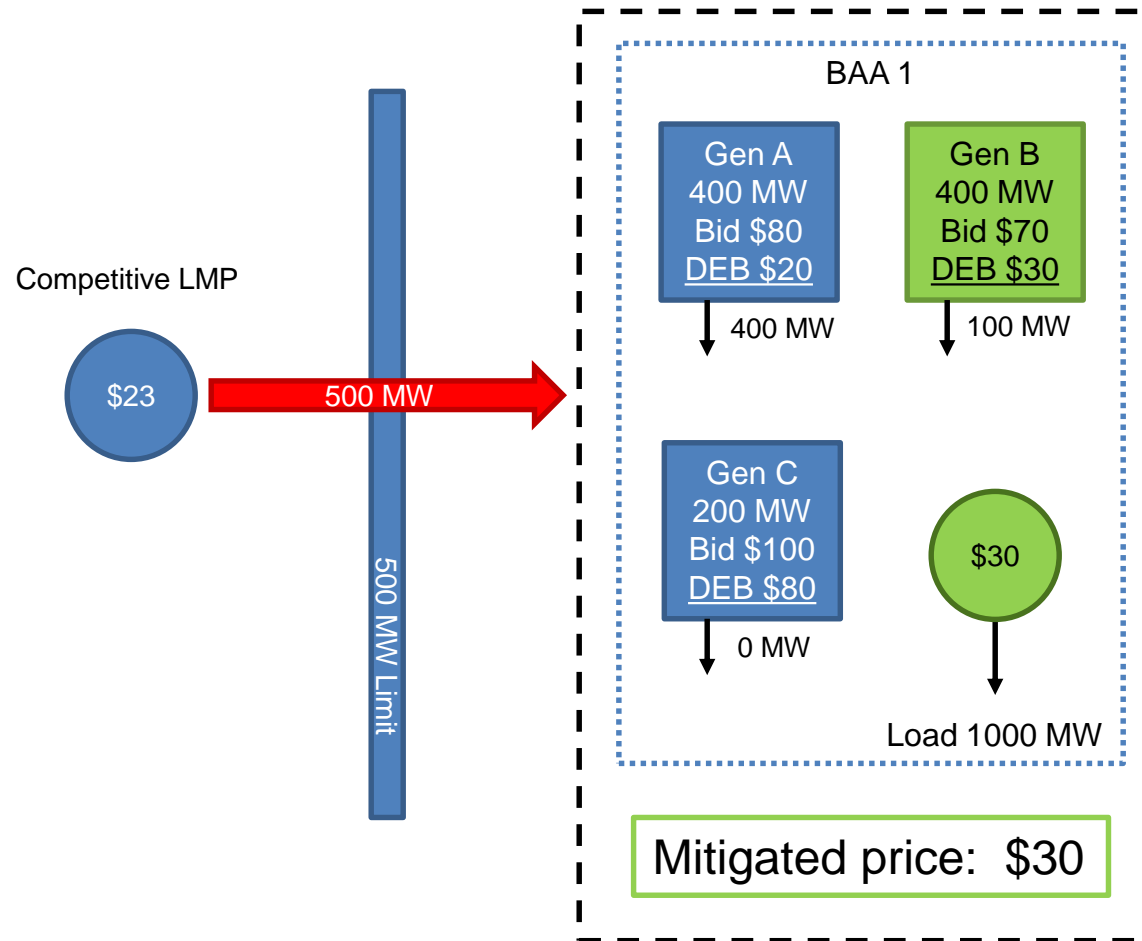 Competitive LMP
$23
500 MW
500 MW Limit
BAA 1
Gen A
400 MW
Bid $80
DEB $20
400 MW
Gen B
400 MW
Bid $70
DEB $30
100 MW
Gen C
200 MW
Bid $100
DEB $80
0 MW
$30
Load 1000 MW
Mitigated price: $30